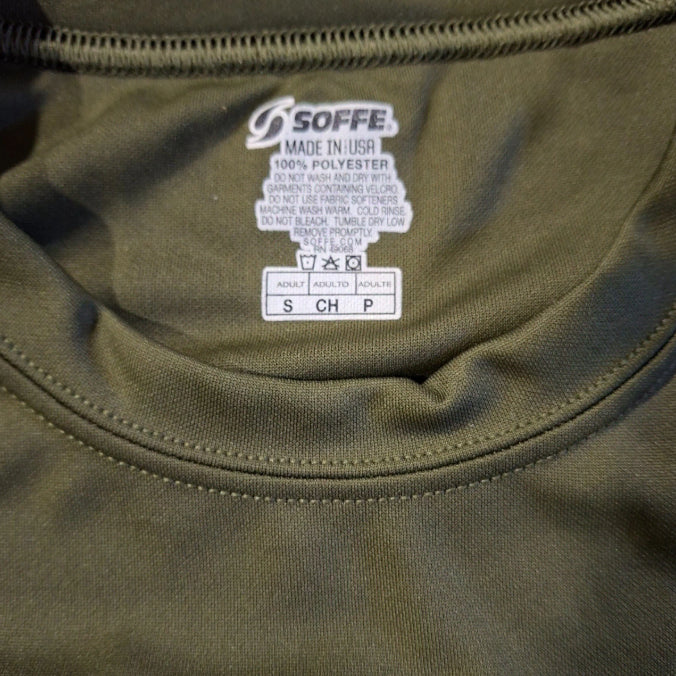 SOFFE®
MADE IN USA
100% POLYESTER
DO NOT WASH AND DRY WITH
GARMENTS CONTAINING VELCRO.
DO NOT USE FABRIC SOFTENERS
MACHINE WASH WARM. COLD RINSE.
DO NOT BLEACH. TUMBLE DRY LOW
REMOVE PROMPTLY.
SOFFE.COM
RN 49068
ADULT ADULTO ADULTE
S CH P